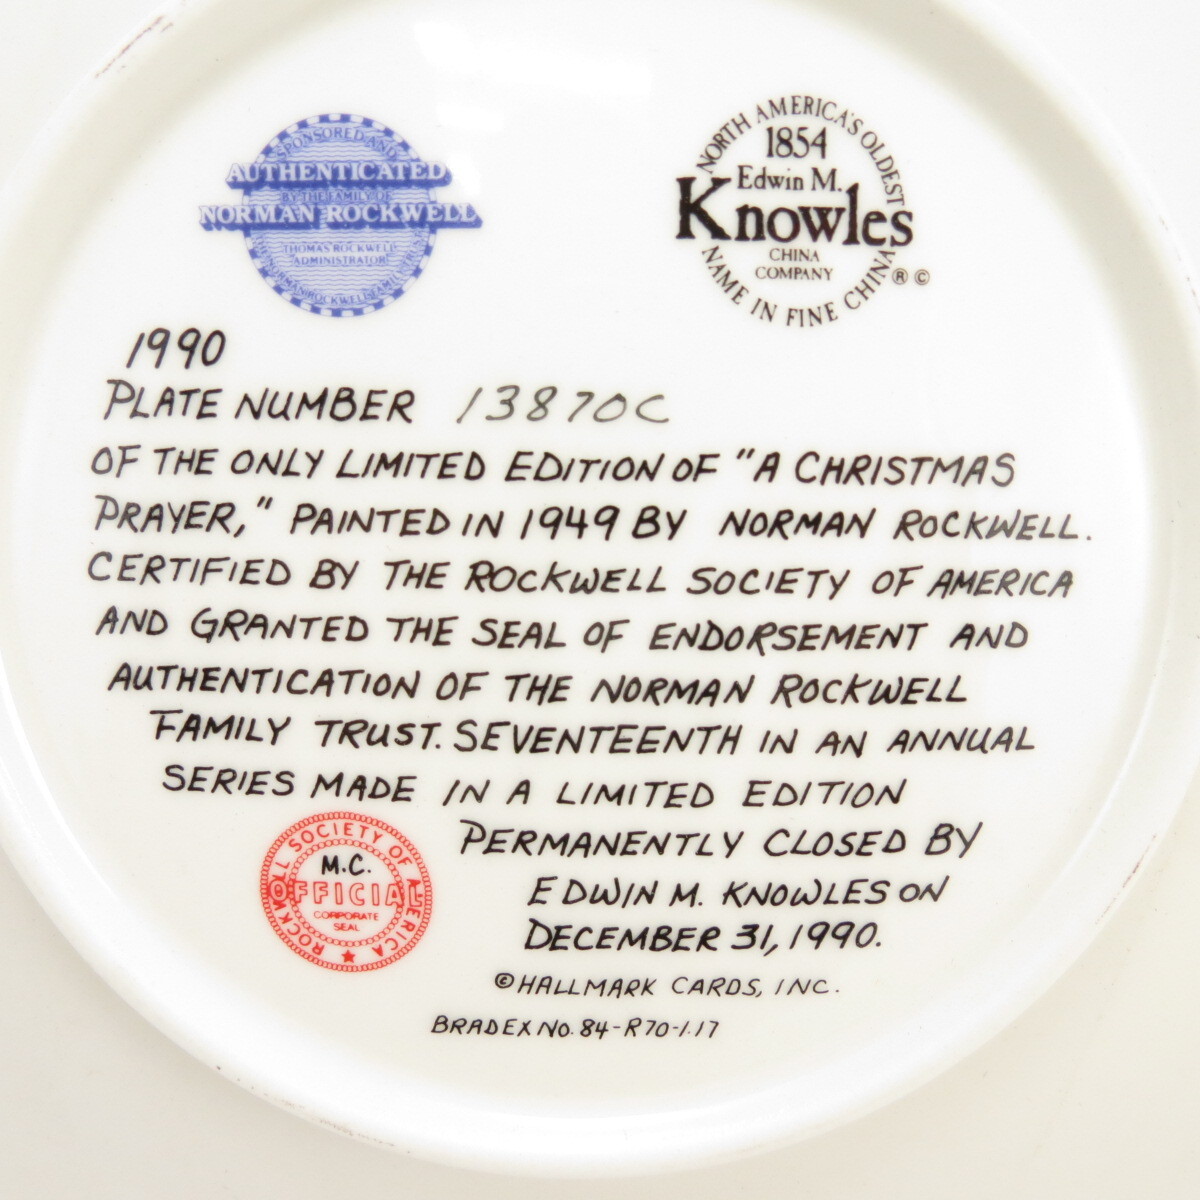 SPONSORED AND
AUTHENTICATED
BY THE FAMILY OF
NORMAN ROCKWELL
THOMAS ROCKWELL
ADMINISTRATOR
NORTH AMERICA'S OLDEST
1854
Edwin M.
Knowles
CHINA
COMPANY
NAME IN FINE CHINA
® ©
1990
PLATE NUMBER 13870C
OF THE ONLY LIMITED EDITION OF "A CHRISTMAS
PRAYER," PAINTED IN 1949 BY NORMAN ROCKWELL.
CERTIFIED BY THE ROCKWELL SOCIETY OF AMERICA
AND GRANTED THE SEAL OF ENDORSEMENT AND
AUTHENTICATION OF THE NORMAN ROCKWELL
FAMILY TRUST. SEVENTEENTH IN AN ANNUAL
SERIES MADE IN A LIMITED EDITION
PERMANENTLY CLOSED BY
EDWIN M. KNOWLES ON
DECEMBER 31, 1990.
ROCKWELL SOCIETY OF AMERICA
M.C.
OFFICIAL
CORPORATE
SEAL
© HALLMARK CARDS, INC.
BRADEX NO. 84-R70-1.17